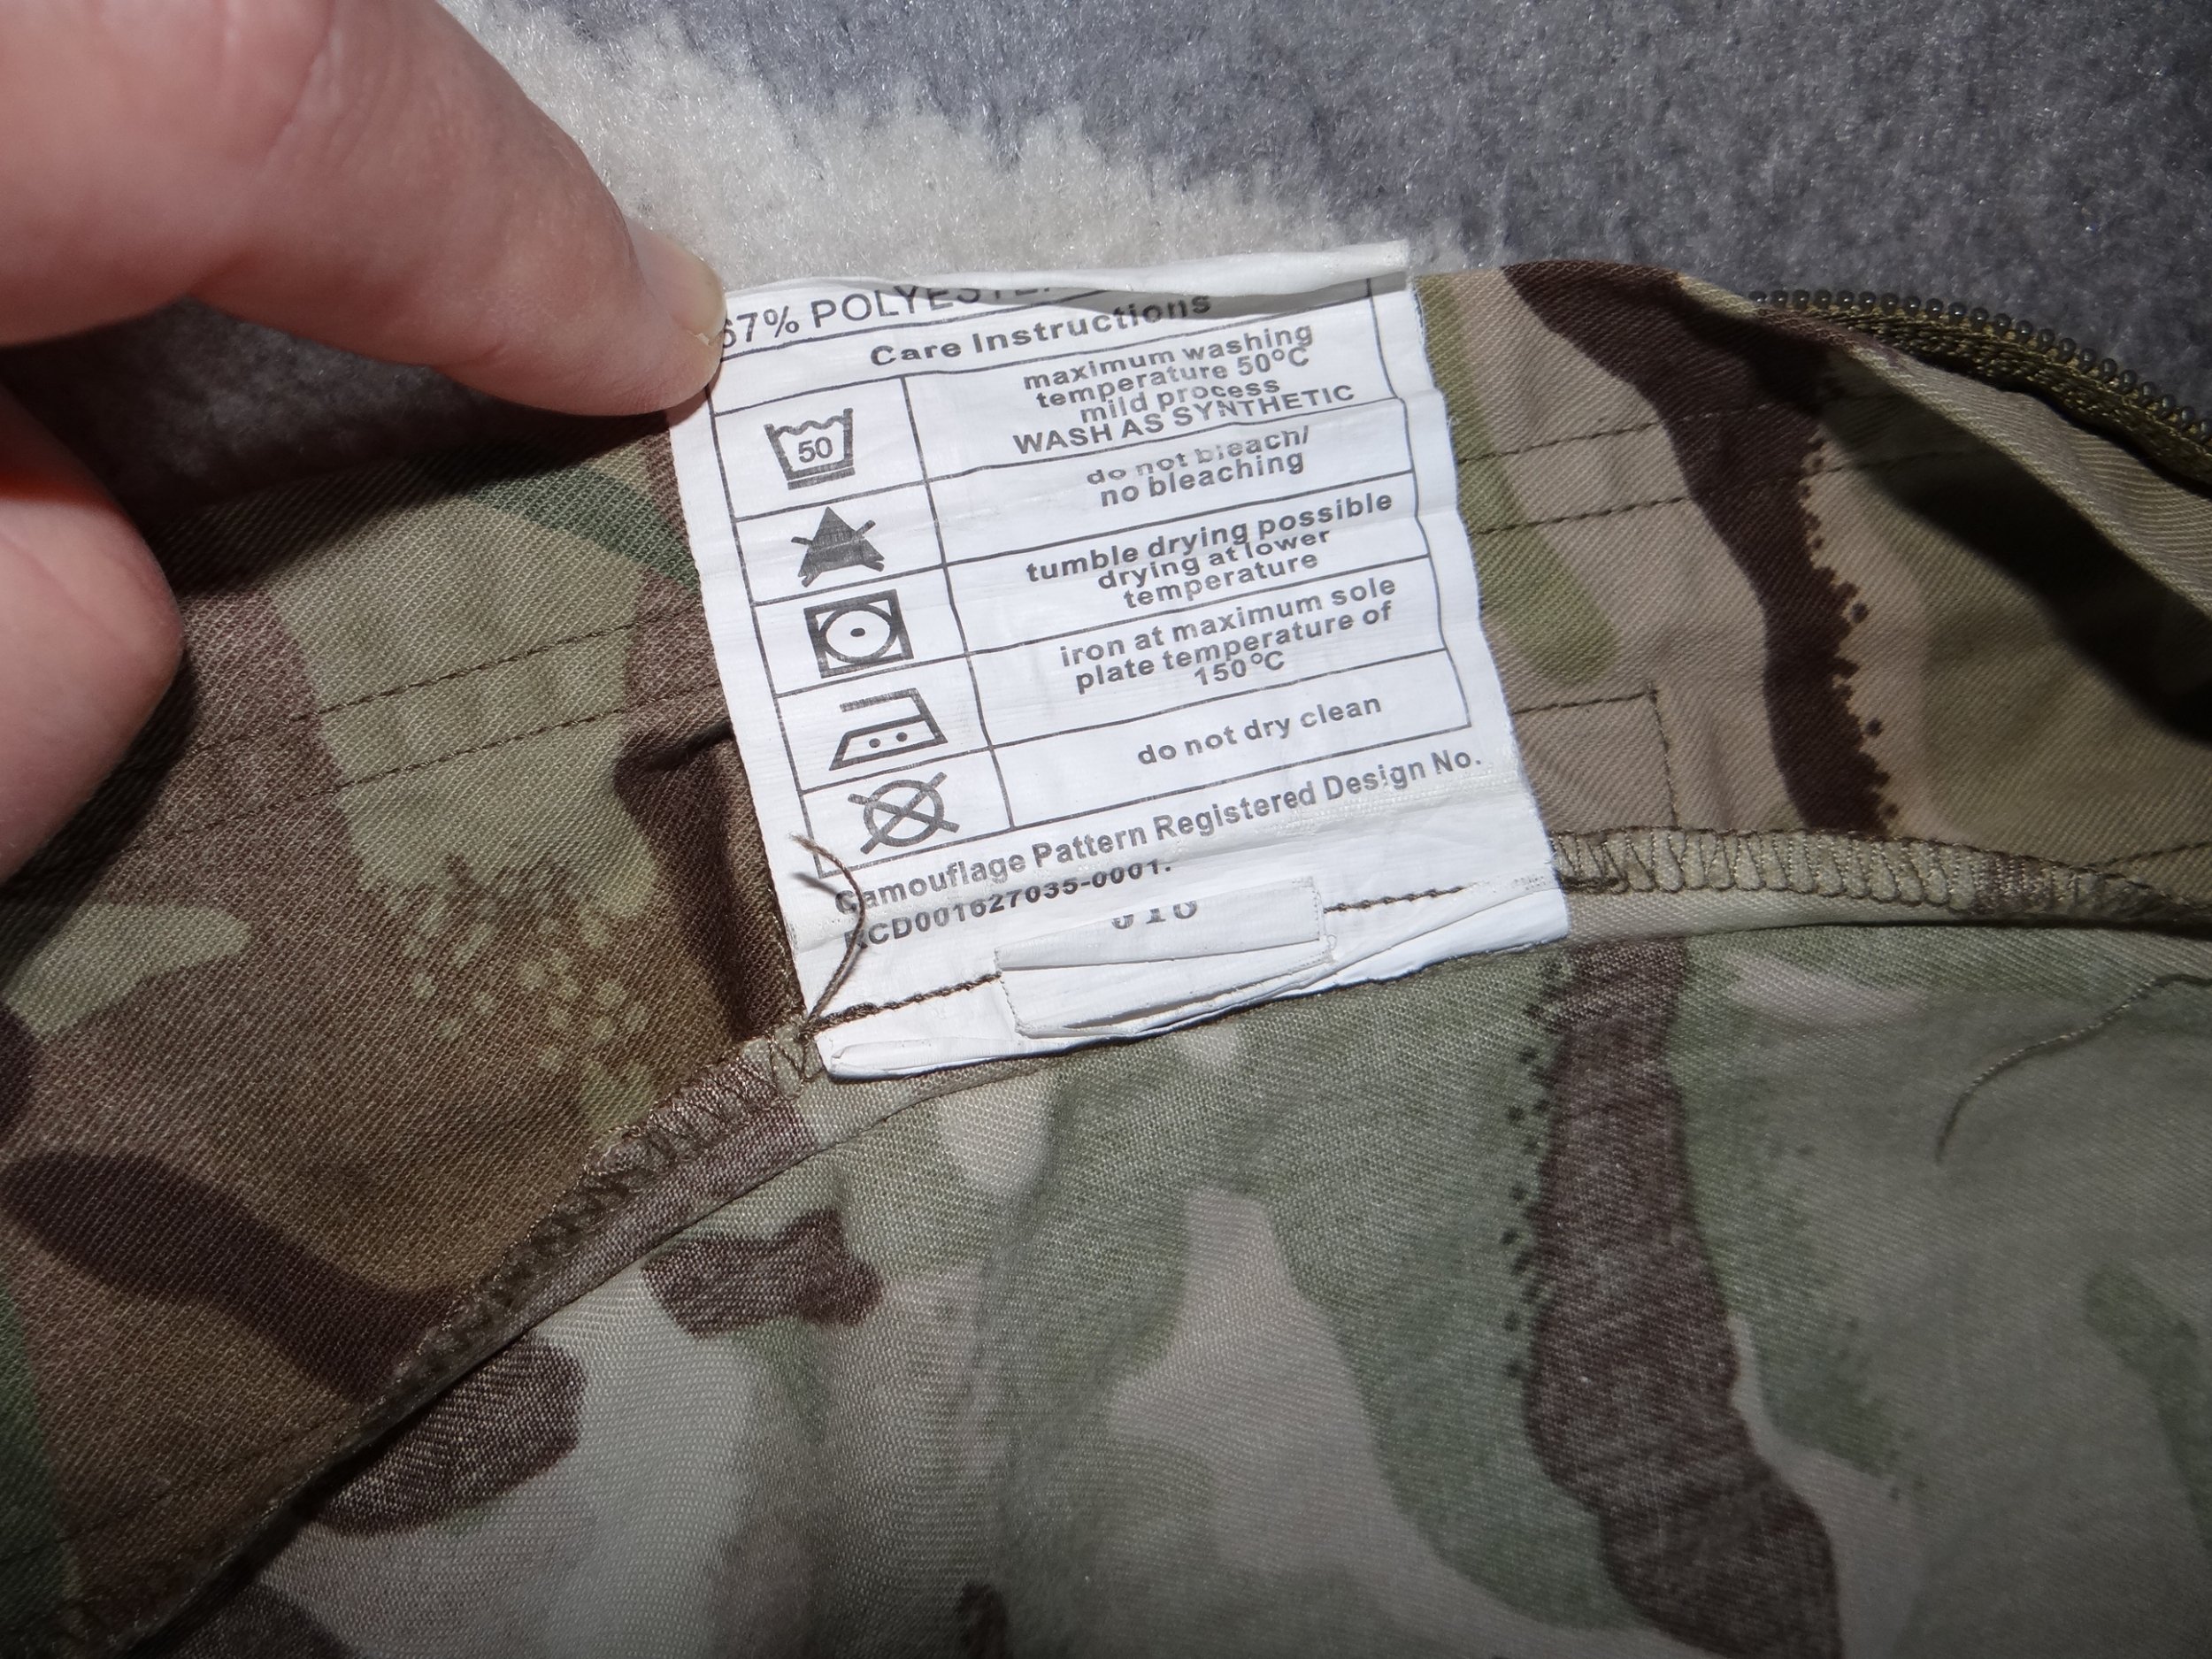 67% POLYESTER
Care Instructions
50
maximum washing
temperature 50°C
mild process
WASH AS SYNTHETIC
do not bleach/
no bleaching
tumble drying possible
drying at lower
temperature
iron at maximum sole
plate temperature of
150°C
do not dry clean
Camouflage Pattern Registered Design No.
RCD001627035-0001.